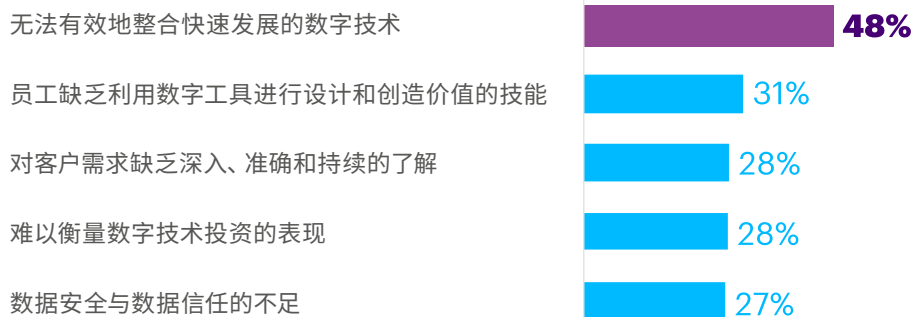 无法有效地整合快速发展的数字技术 48%
员工缺乏利用数字工具进行设计和创造价值的技能 31%
对客户需求缺乏深入、准确和持续的了解 28%
难以衡量数字技术投资的表现 28%
数据安全与数据信任的不足 27%